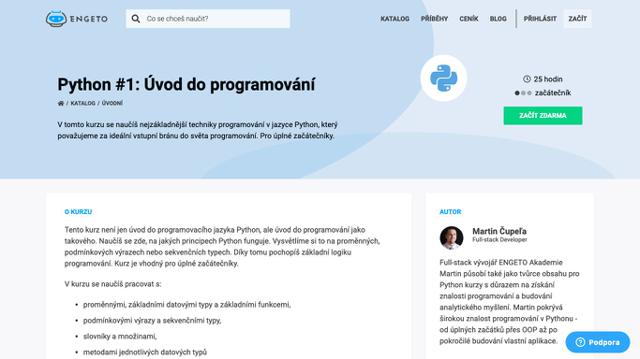 ENGETO
Co se chceš naučit?
KATALOG
PŘÍBĚHY
CENÍK
BLOG
PŘIHLÁSIT
ZAČÍT
Python #1: Úvod do programování
/ KATALOG / ÚVODNÍ
V tomto kurzu se naučíš nejzákladnější techniky programování v jazyce Python, který
považujeme za ideální vstupní bránu do světa programování. Pro úplné začátečníky.
25 hodin
začátečník
ZAČÍT ZDARMA
O KURZU
Tento kurz není jen úvod do programovacího jazyka Python, ale úvod do programování jako
takového. Naučíš se zde, na jakých principech Python funguje. Vysvětlíme si to na proměnných,
podmínkových výrazech nebo sekvenčních typech. Díky tomu pochopíš základní logiku
programování. Kurz je vhodný pro úplné začátečníky.
V kurzu se naučíš pracovat s:
• proměnnými, základními datovými typy a základními funkcemi,
• podmínkovými výrazy a sekvenčními typy,
• slovníky a množinami,
• metodami jednotlivých datových typů
AUTOR
Martin Čupeľa
Full-stack Developer
Full-stack vývojář ENGETO Akademie
Martin působí také jako tvůrce obsahu pro
Python kurzy s důrazem na získání
znalosti programování a budování
analytického myšlení. Martin pokrývá
širokou znalost programování v Pythonu -
od úplných začátků přes OOP až po
pokročilé budování vlastní aplikace.
Podpora